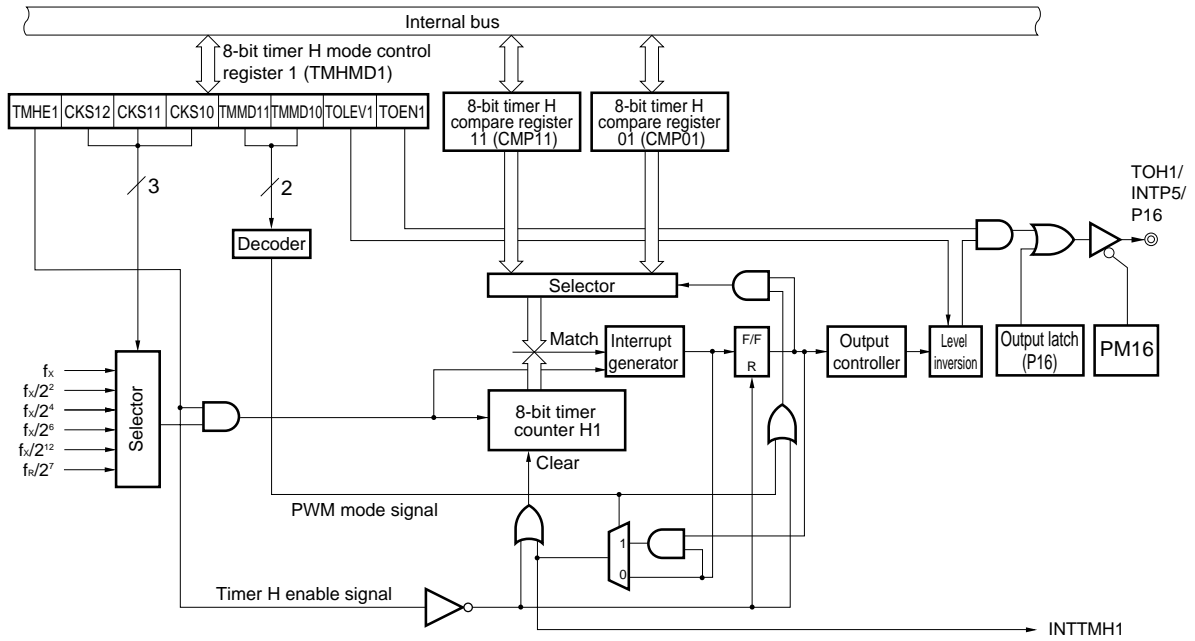 Internal bus
8-bit timer H mode control
register 1 (TMHMD1)
TMHE1 CKS12 CKS11 CKS10 TMMD11 TMMD10 TOLEV1 TOEN1
8-bit timer H
compare register
11 (CMP11)
8-bit timer H
compare register
01 (CMP01)
3
2
TOH1/
INTP5/
P16
Decoder
Selector
Match
Interrupt
generator
F/F
R
Output
controller
Level
inversion
Output latch
(P16)
PM16
fX
fX/2²
fX/2⁴
fX/2⁶
fX/2¹²
fR/2⁷
Selector
8-bit timer
counter H1
Clear
PWM mode signal
1
0
Timer H enable signal
INTTMH1